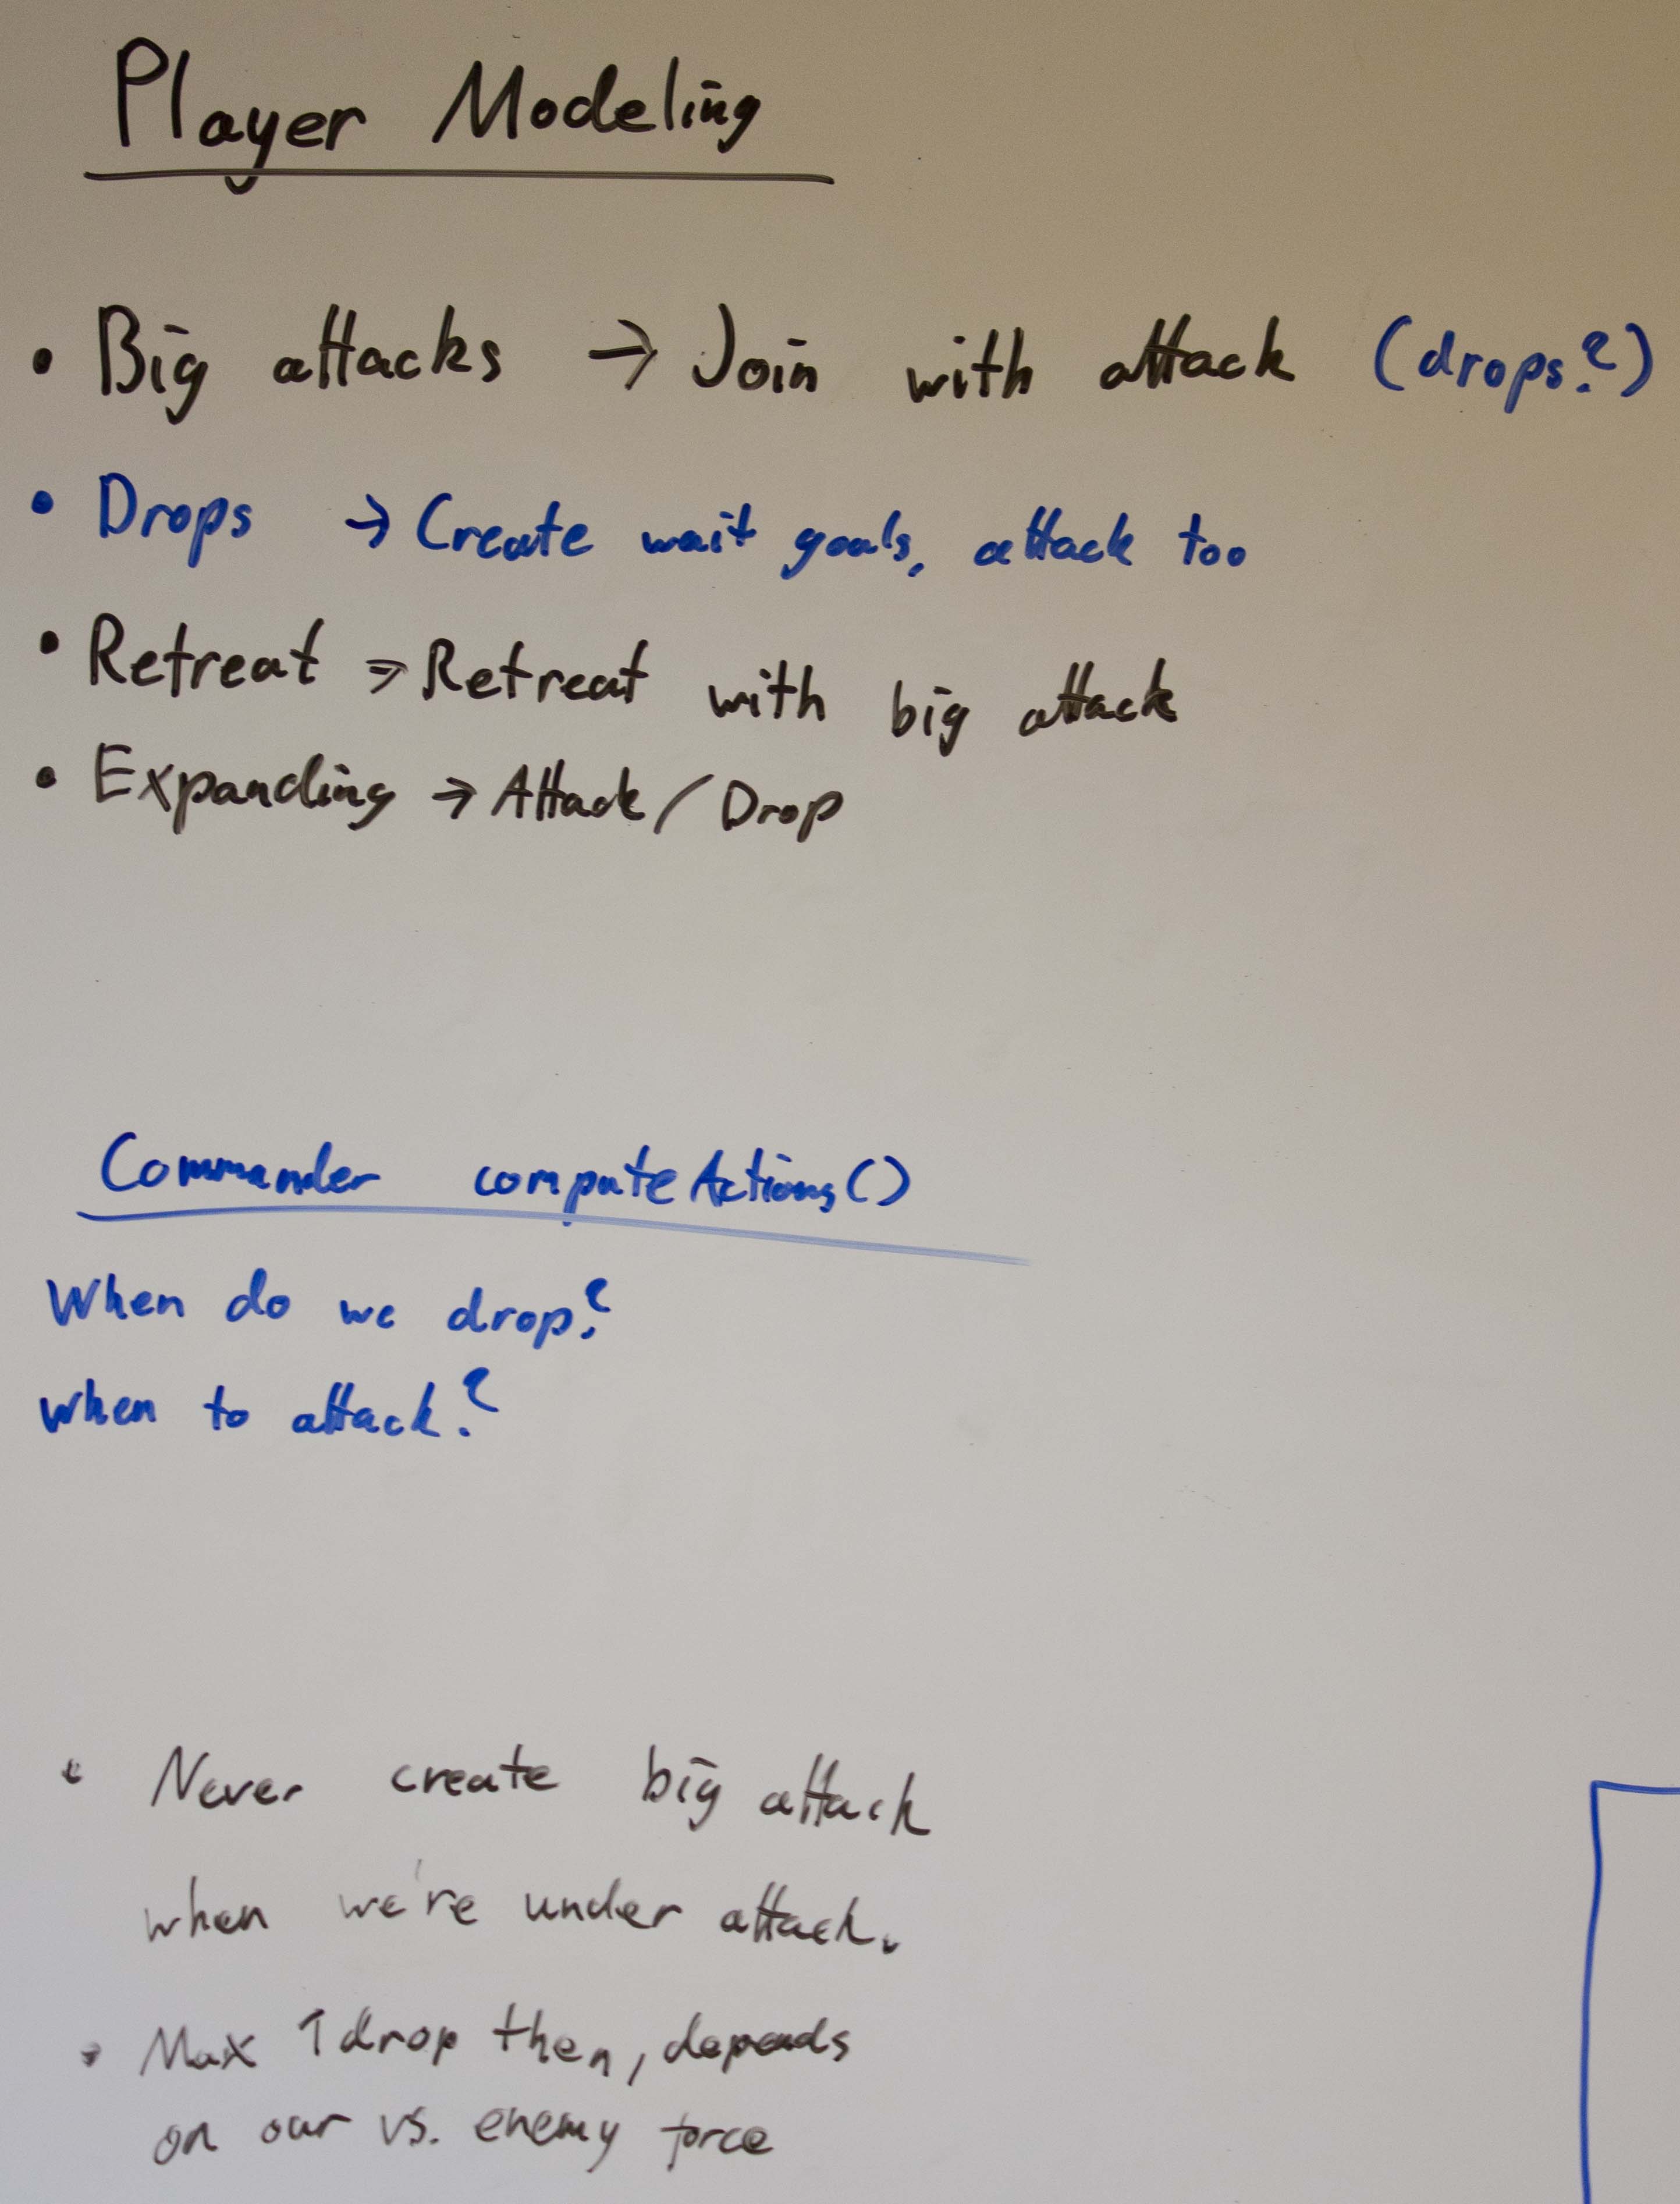 Player Modeling
• Big attacks → Join with attack (drops?)
• Drops → Create wait goals, attack too
• Retreat → Retreat with big attack
• Expanding → Attack/Drop
Commander computeActions()
When do we drop?
when to attack?
• Never create big attack
when we're under attack.
• Max 1 drop then, depends
on our vs. enemy force